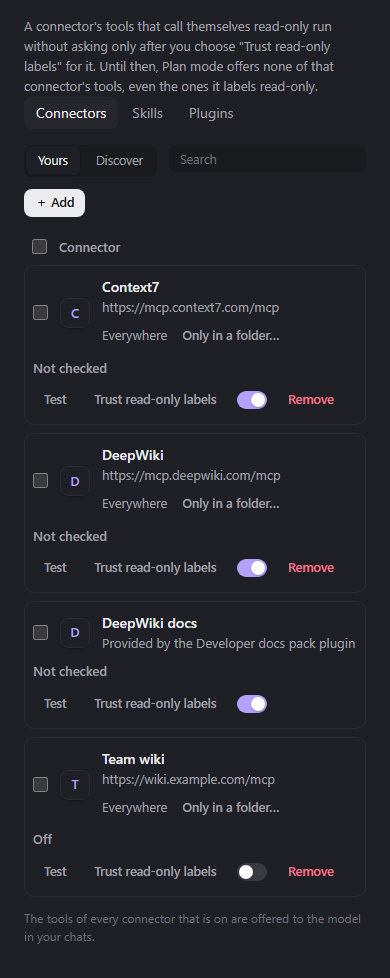 A connector's tools that call themselves read-only run
without asking only after you choose "Trust read-only
labels" for it. Until then, Plan mode offers none of that
connector's tools, even the ones it labels read-only.
Connectors Skills Plugins
Yours Discover Search
+ Add
Connector
Context7
C https://mcp.context7.com/mcp
Everywhere Only in a folder...
Not checked
Test Trust read-only labels Remove
DeepWiki
D https://mcp.deepwiki.com/mcp
Everywhere Only in a folder...
Not checked
Test Trust read-only labels Remove
DeepWiki docs
D Provided by the Developer docs pack plugin
Not checked
Test Trust read-only labels
Team wiki
T https://wiki.example.com/mcp
Everywhere Only in a folder...
Off
Test Trust read-only labels Remove
The tools of every connector that is on are offered to the model
in your chats.